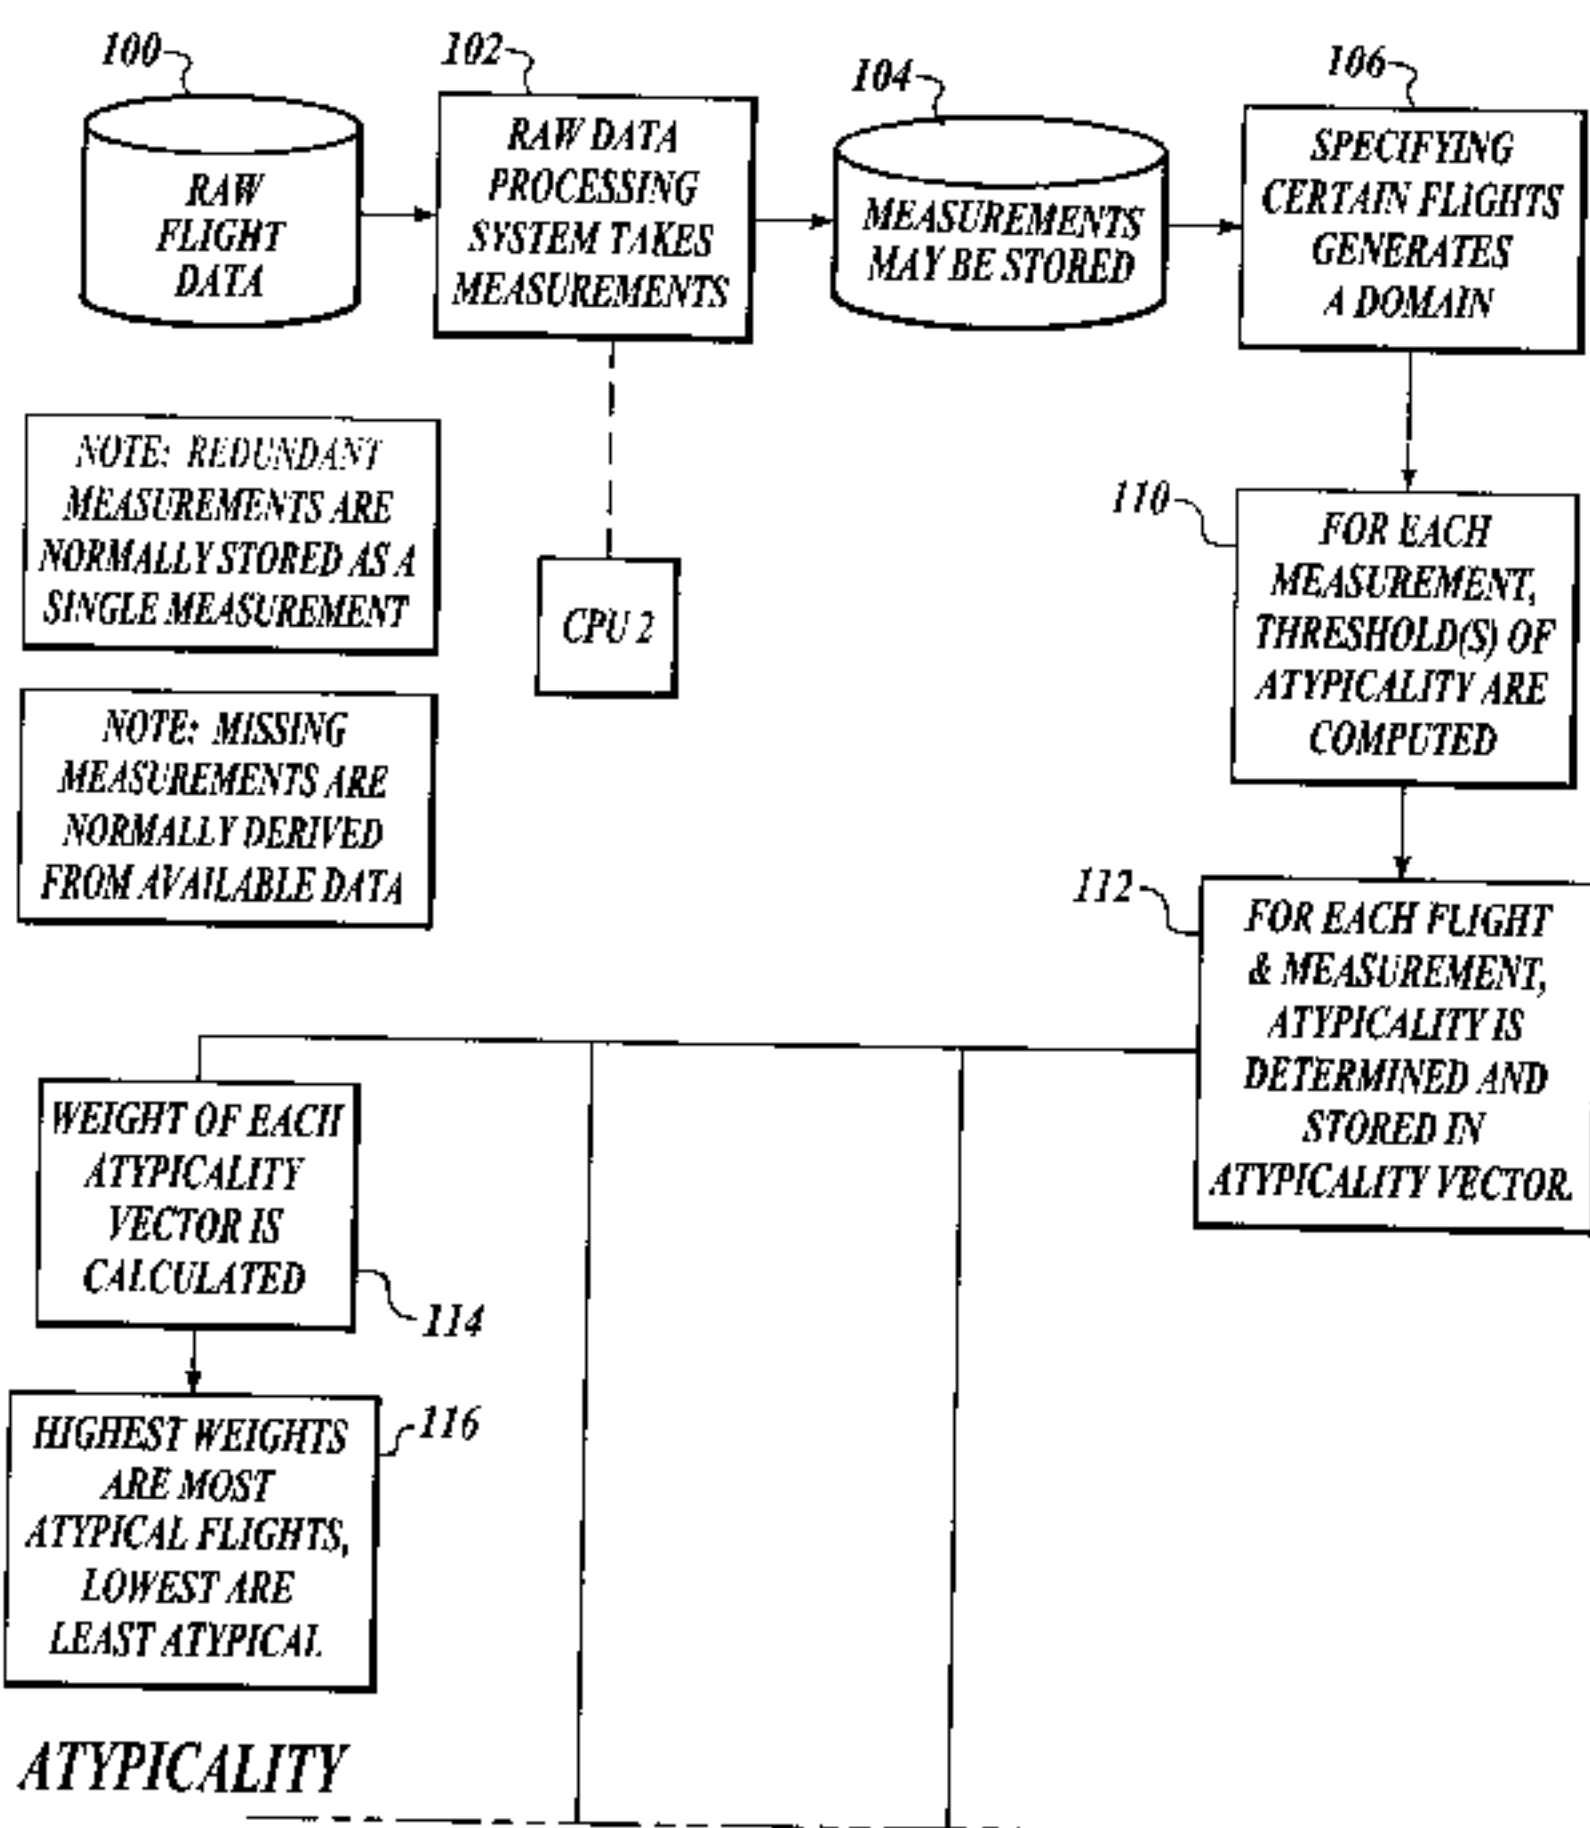 100
RAW
FLIGHT
DATA
102
RAW DATA
PROCESSING
SYSTEM TAKES
MEASUREMENTS
104
MEASUREMENTS
MAY BE STORED
106
SPECIFYING
CERTAIN FLIGHTS
GENERATES
A DOMAIN
NOTE: REDUNDANT
MEASUREMENTS ARE
NORMALLY STORED AS A
SINGLE MEASUREMENT
CPU 2
110
FOR EACH
MEASUREMENT,
THRESHOLD(S) OF
ATYPICALITY ARE
COMPUTED
NOTE: MISSING
MEASUREMENTS ARE
NORMALLY DERIVED
FROM AVAILABLE DATA
112
FOR EACH FLIGHT
& MEASUREMENT,
ATYPICALITY IS
DETERMINED AND
STORED IN
ATYPICALITY VECTOR.
WEIGHT OF EACH
ATYPICALITY
VECTOR IS
CALCULATED
114
116
HIGHEST WEIGHTS
ARE MOST
ATYPICAL FLIGHTS,
LOWEST ARE
LEAST ATYPICAL
ATYPICALITY